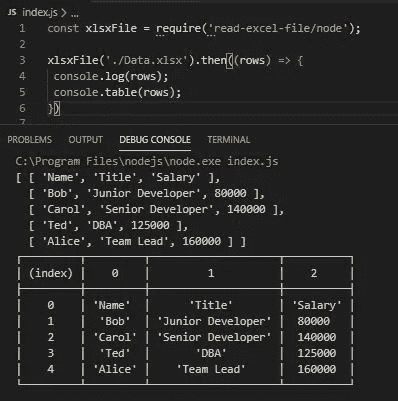 index.js > ...
1 const xlsxFile = require('read-excel-file/node');
2
3 xlsxFile('./Data.xlsx').then((rows) => {
4 console.log(rows);
5 console.table(rows);
6 })
7
PROBLEMS OUTPUT DEBUG CONSOLE TERMINAL
C:\Program Files\nodejs\node.exe index.js
[ [ 'Name', 'Title', 'Salary' ],
[ 'Bob', 'Junior Developer', 80000 ],
[ 'Carol', 'Senior Developer', 140000 ],
[ 'Ted', 'DBA', 125000 ],
[ 'Alice', 'Team Lead', 160000 ] ]
(index) 0 1 2
0 'Name' 'Title' 'Salary'
1 'Bob' 'Junior Developer' 80000
2 'Carol' 'Senior Developer' 140000
3 'Ted' 'DBA' 125000
4 'Alice' 'Team Lead' 160000